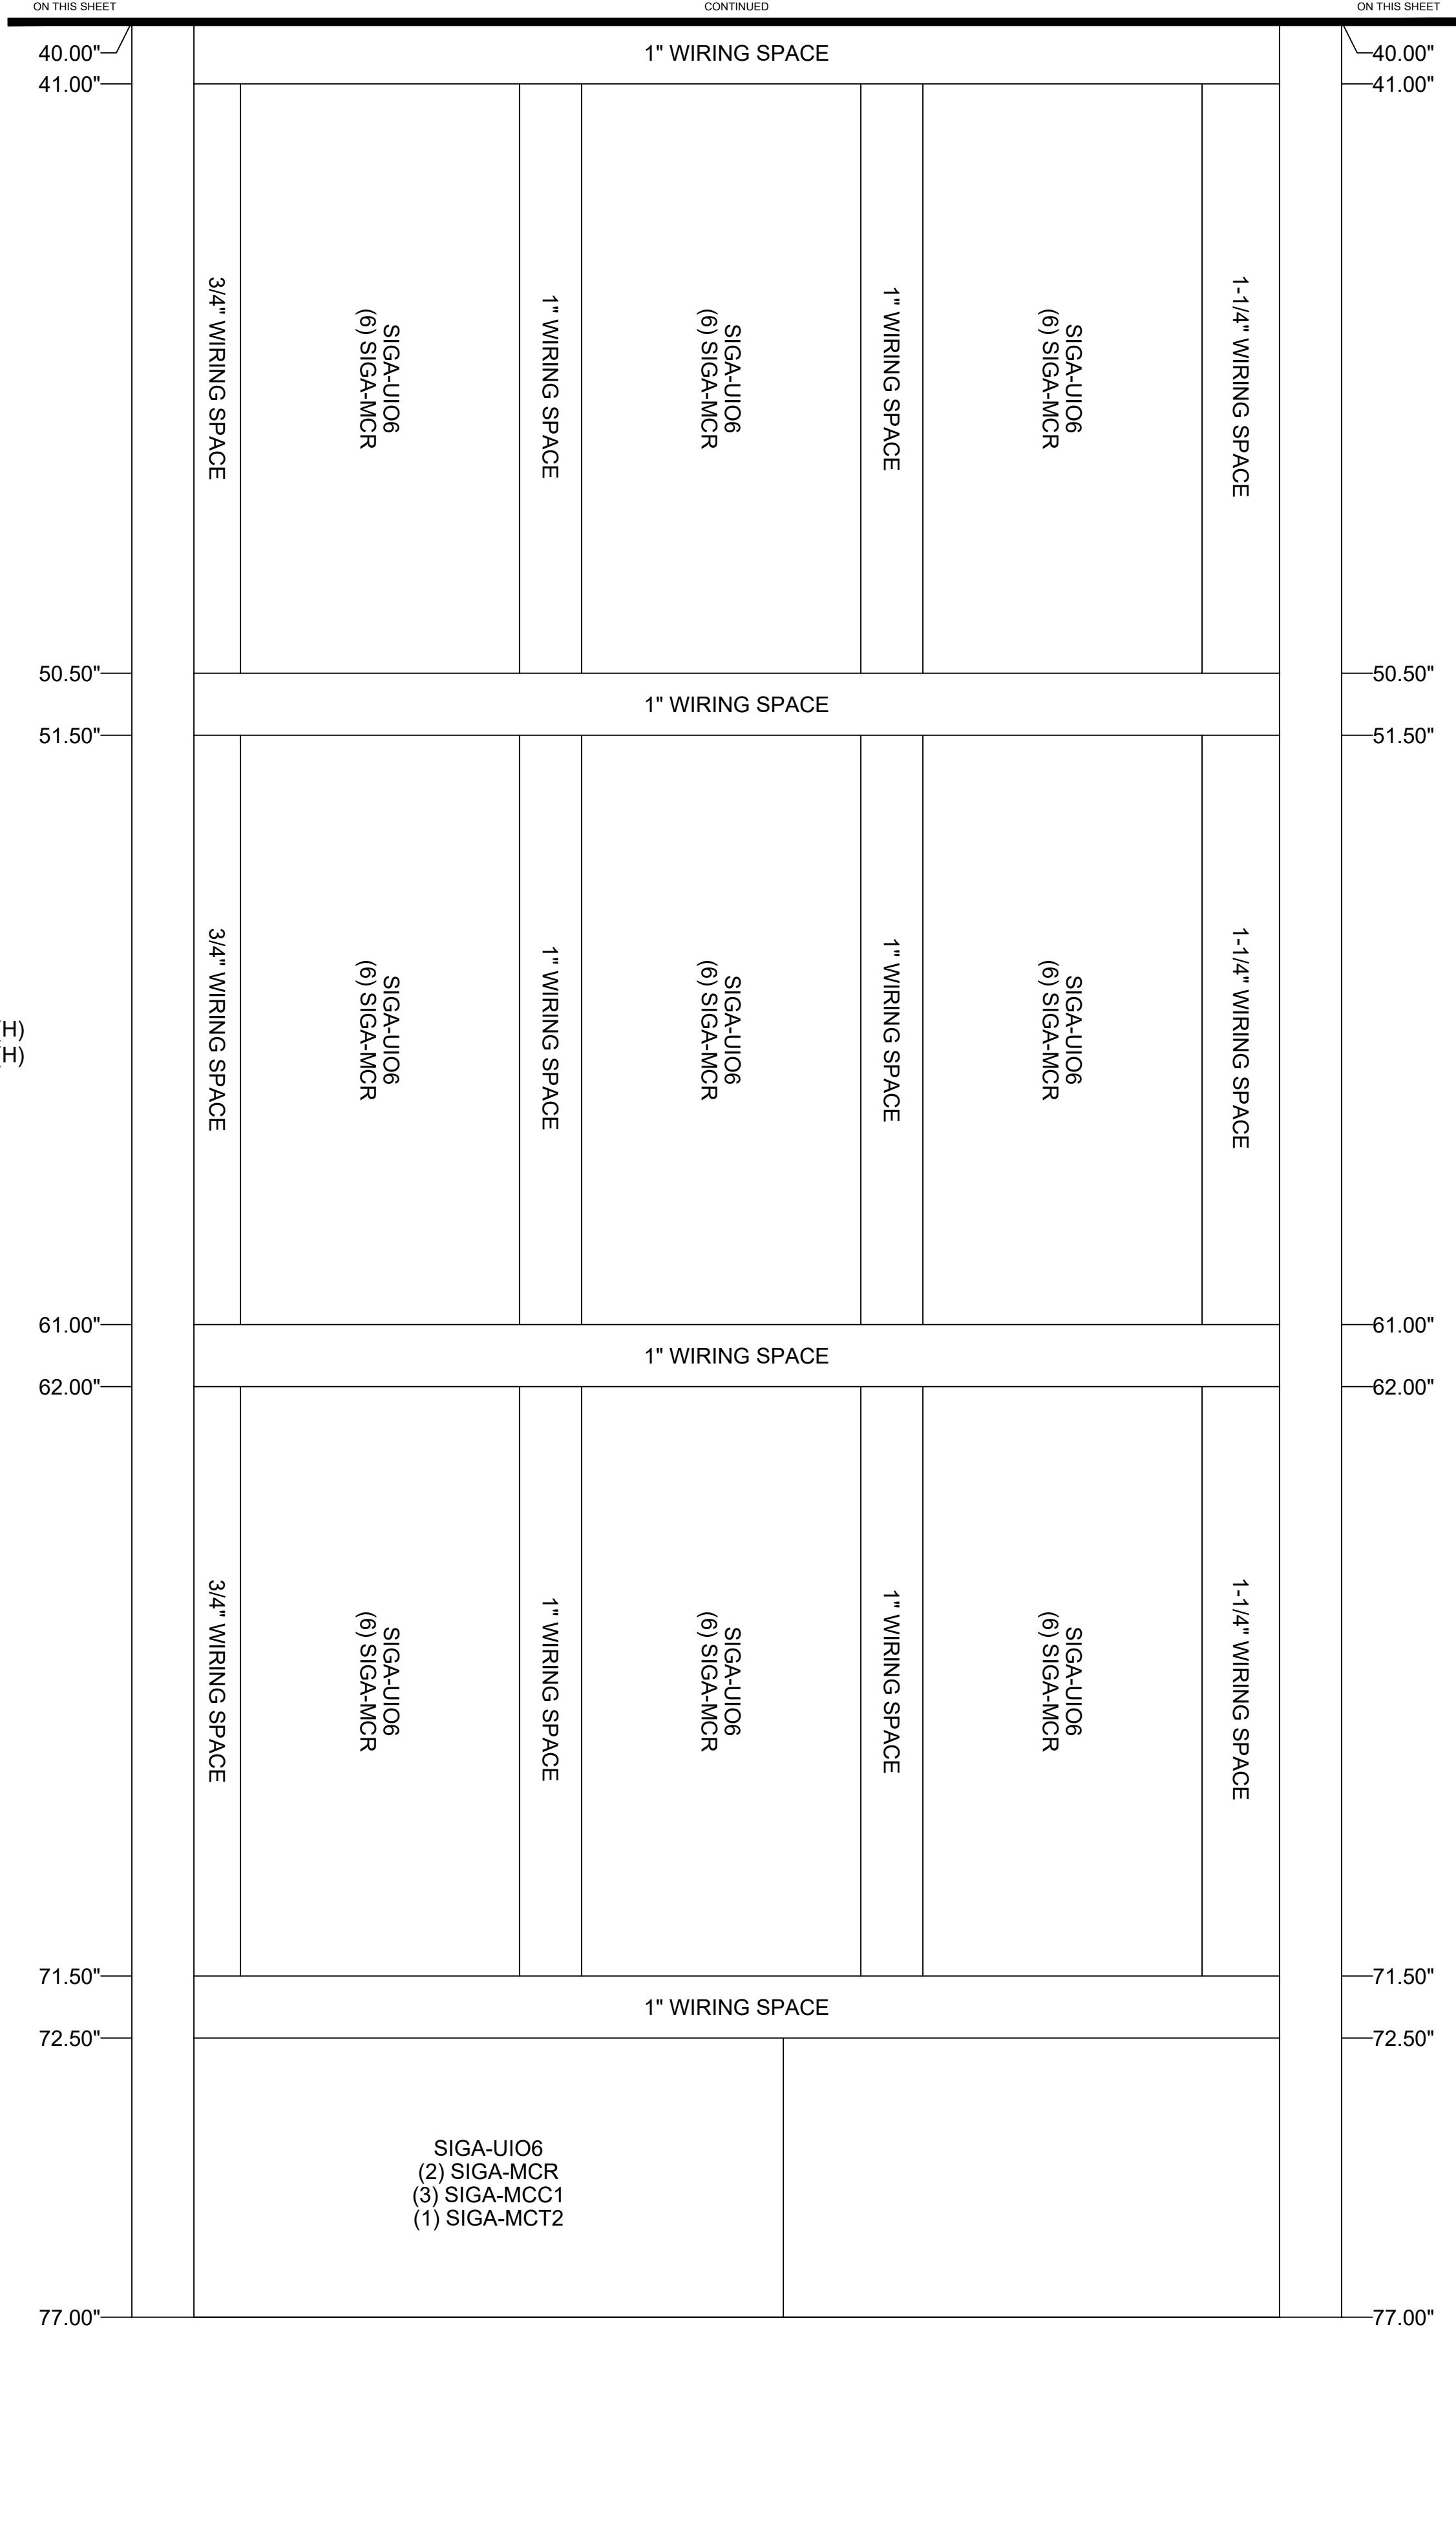 ON THIS SHEET
CONTINUED
ON THIS SHEET
40.00"
1" WIRING SPACE
40.00"
41.00"
41.00"
3/4" WIRING SPACE
SIGA-UIO6
(6) SIGA-MCR
1" WIRING SPACE
SIGA-UIO6
(6) SIGA-MCR
1" WIRING SPACE
SIGA-UIO6
(6) SIGA-MCR
1-1/4" WIRING SPACE
50.50"
50.50"
1" WIRING SPACE
51.50"
51.50"
H)
H)
3/4" WIRING SPACE
SIGA-UIO6
(6) SIGA-MCR
1" WIRING SPACE
SIGA-UIO6
(6) SIGA-MCR
1" WIRING SPACE
SIGA-UIO6
(6) SIGA-MCR
1-1/4" WIRING SPACE
61.00"
61.00"
1" WIRING SPACE
62.00"
62.00"
3/4" WIRING SPACE
SIGA-UIO6
(6) SIGA-MCR
1" WIRING SPACE
SIGA-UIO6
(6) SIGA-MCR
1" WIRING SPACE
SIGA-UIO6
(6) SIGA-MCR
1-1/4" WIRING SPACE
71.50"
71.50"
1" WIRING SPACE
72.50"
72.50"
SIGA-UIO6
(2) SIGA-MCR
(3) SIGA-MCC1
(1) SIGA-MCT2
77.00"
77.00"